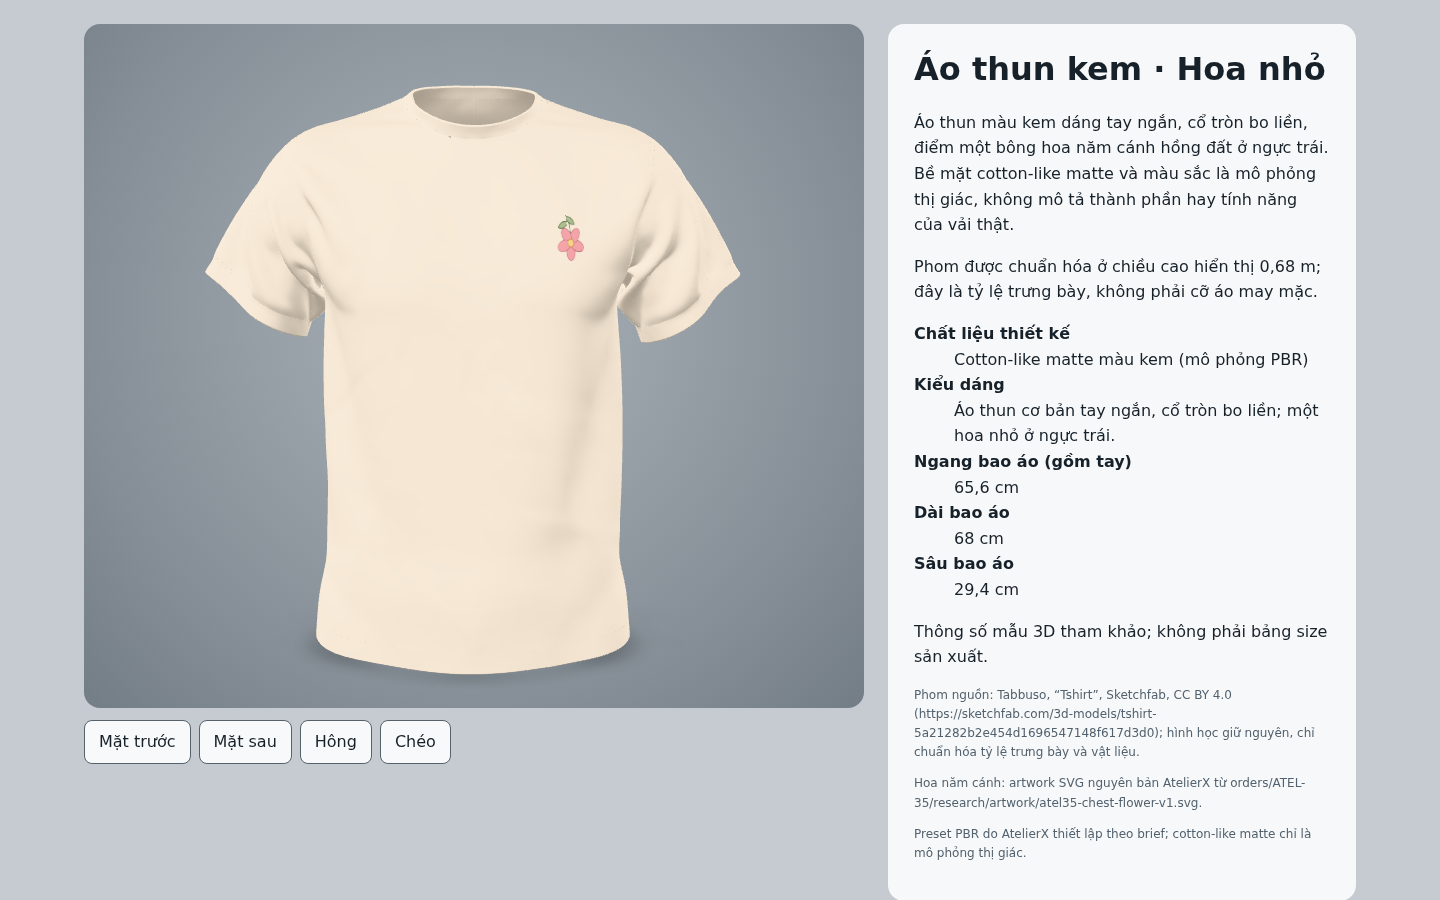 Áo thun kem · Hoa nhỏ
Áo thun màu kem dáng tay ngắn, cổ tròn bo liền,
điểm một bông hoa năm cánh hồng đất ở ngực trái.
Bề mặt cotton-like matte và màu sắc là mô phỏng
thị giác, không mô tả thành phần hay tính năng
của vải thật.
Phom được chuẩn hóa ở chiều cao hiển thị 0,68 m;
đây là tỷ lệ trưng bày, không phải cỡ áo may mặc.
Chất liệu thiết kế
Cotton-like matte màu kem (mô phỏng PBR)
Kiểu dáng
Áo thun cơ bản tay ngắn, cổ tròn bo liền; một
hoa nhỏ ở ngực trái.
Ngang bao áo (gồm tay)
65,6 cm
Dài bao áo
68 cm
Sâu bao áo
29,4 cm
Thông số mẫu 3D tham khảo; không phải bảng size
sản xuất.
Phom nguồn: Tabbuso, “Tshirt”, Sketchfab, CC BY 4.0
(https://sketchfab.com/3d-models/tshirt-
5a21282b2e454d1696547148f617d3d0); hình học giữ nguyên, chỉ
chuẩn hóa tỷ lệ trưng bày và vật liệu.
Hoa năm cánh: artwork SVG nguyên bản AtelierX từ orders/ATEL-
35/research/artwork/atel35-chest-flower-v1.svg.
Preset PBR do AtelierX thiết lập theo brief; cotton-like matte chỉ là
mô phỏng thị giác.
Mặt trước
Mặt sau
Hông
Chéo